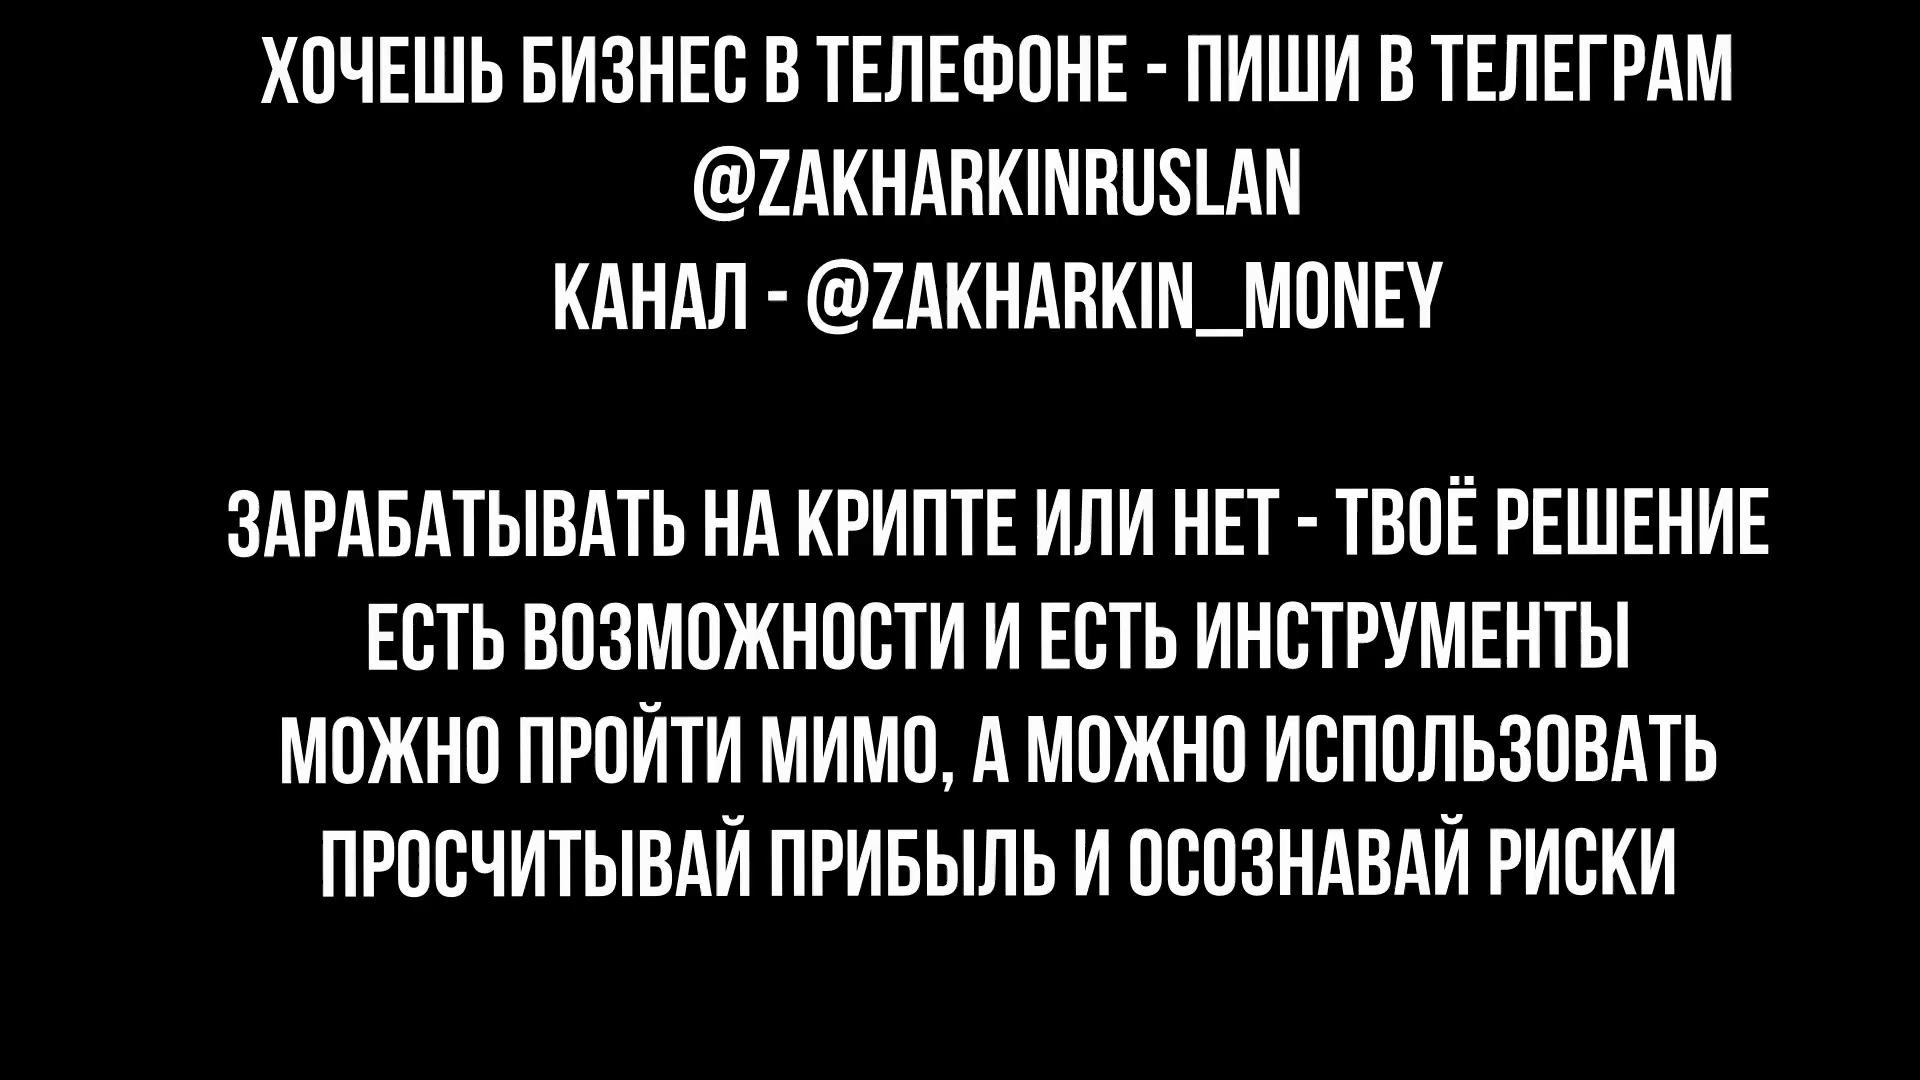 ХОЧЕШЬ БИЗНЕС В ТЕЛЕФОНЕ - ПИШИ В ТЕЛЕГРАМ
@ZAKHARKINRUSLAN
КАНАЛ - @ZAKHARKIN_MONEY
ЗАРАБАТЫВАТЬ НА КРИПТЕ ИЛИ НЕТ - ТВОЁ РЕШЕНИЕ
ЕСТЬ ВОЗМОЖНОСТИ И ЕСТЬ ИНСТРУМЕНТЫ
МОЖНО ПРОЙТИ МИМО, А МОЖНО ИСПОЛЬЗОВАТЬ
ПРОСЧИТЫВАЙ ПРИБЫЛЬ И ОСОЗНАВАЙ РИСКИ